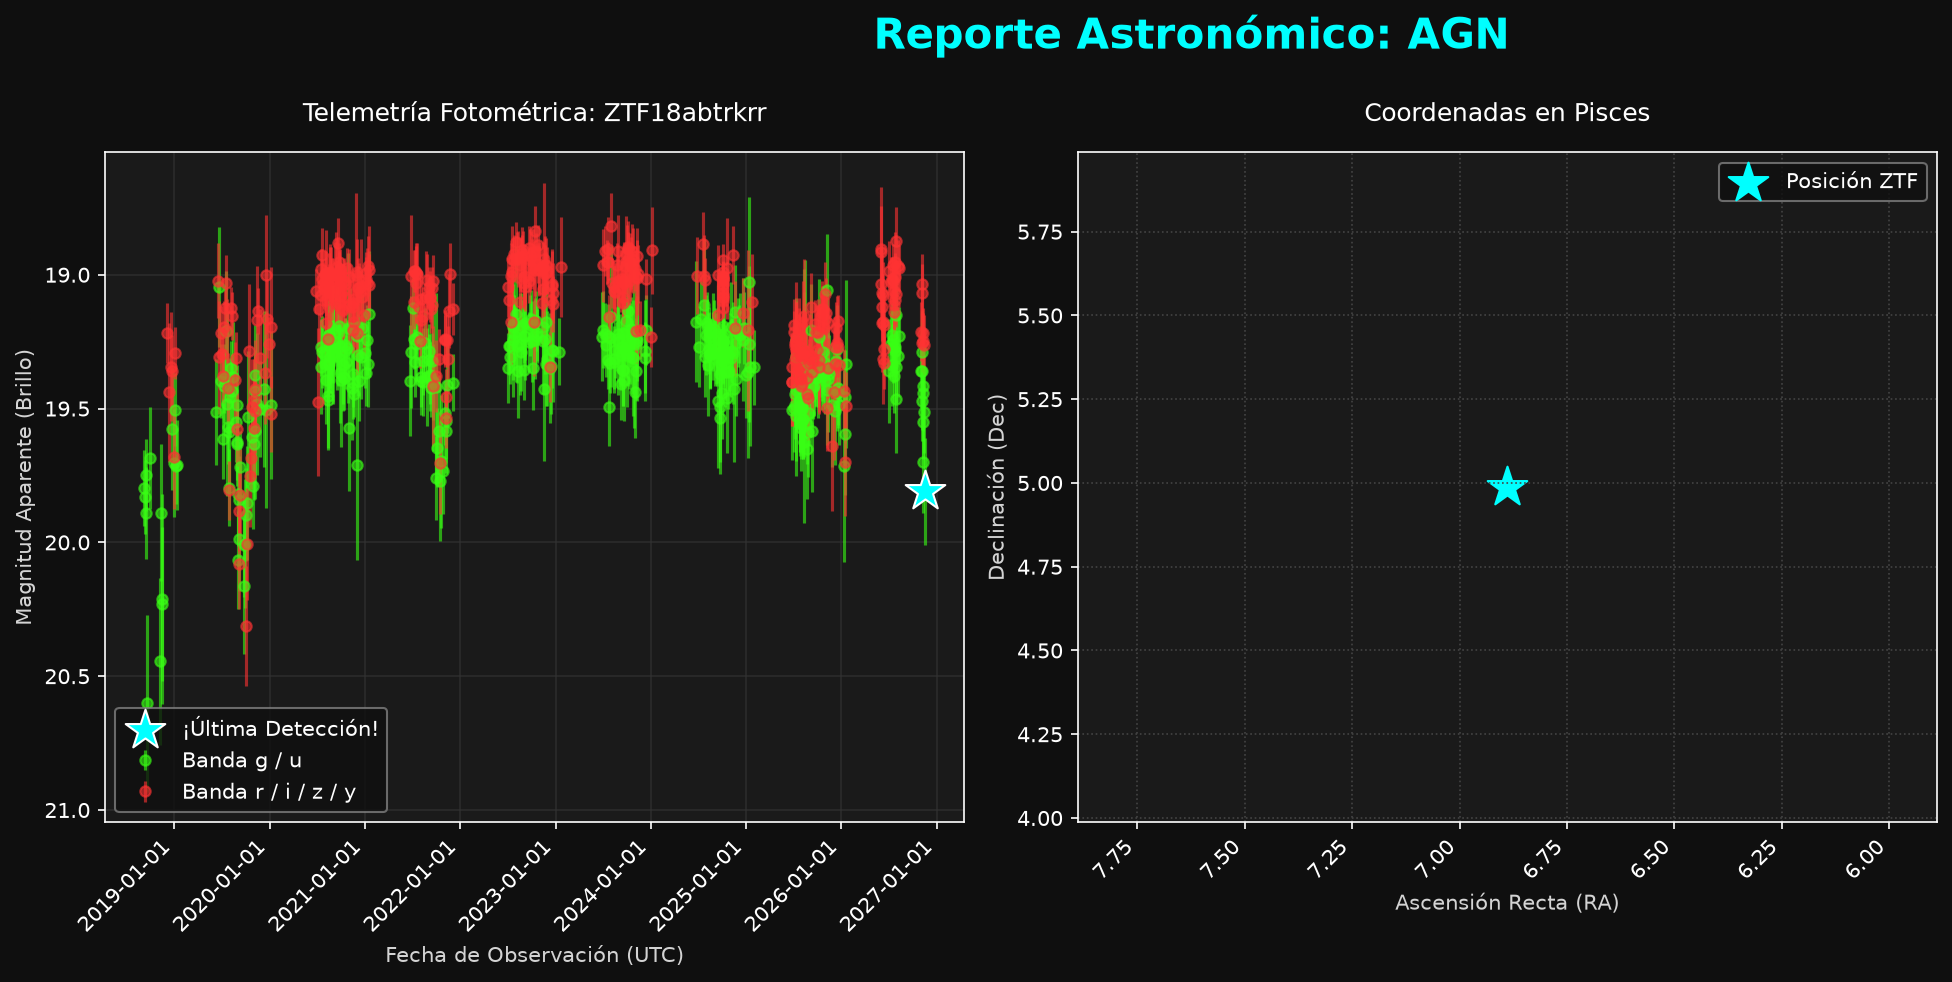 Reporte Astronómico: AGN
Telemetría Fotométrica: ZTF18abtrkrr
Magnitud Aparente (Brillo)
19.0
19.5
20.0
20.5
21.0
¡Última Detección!
Banda g / u
Banda r / i / z / y
2019-01-01
2020-01-01
2021-01-01
2022-01-01
2023-01-01
2024-01-01
2025-01-01
2026-01-01
2027-01-01
Fecha de Observación (UTC)
Coordenadas en Pisces
Posición ZTF
Declinación (Dec)
5.75
5.50
5.25
5.00
4.75
4.50
4.25
4.00
7.75
7.50
7.25
7.00
6.75
6.50
6.25
6.00
Ascensión Recta (RA)